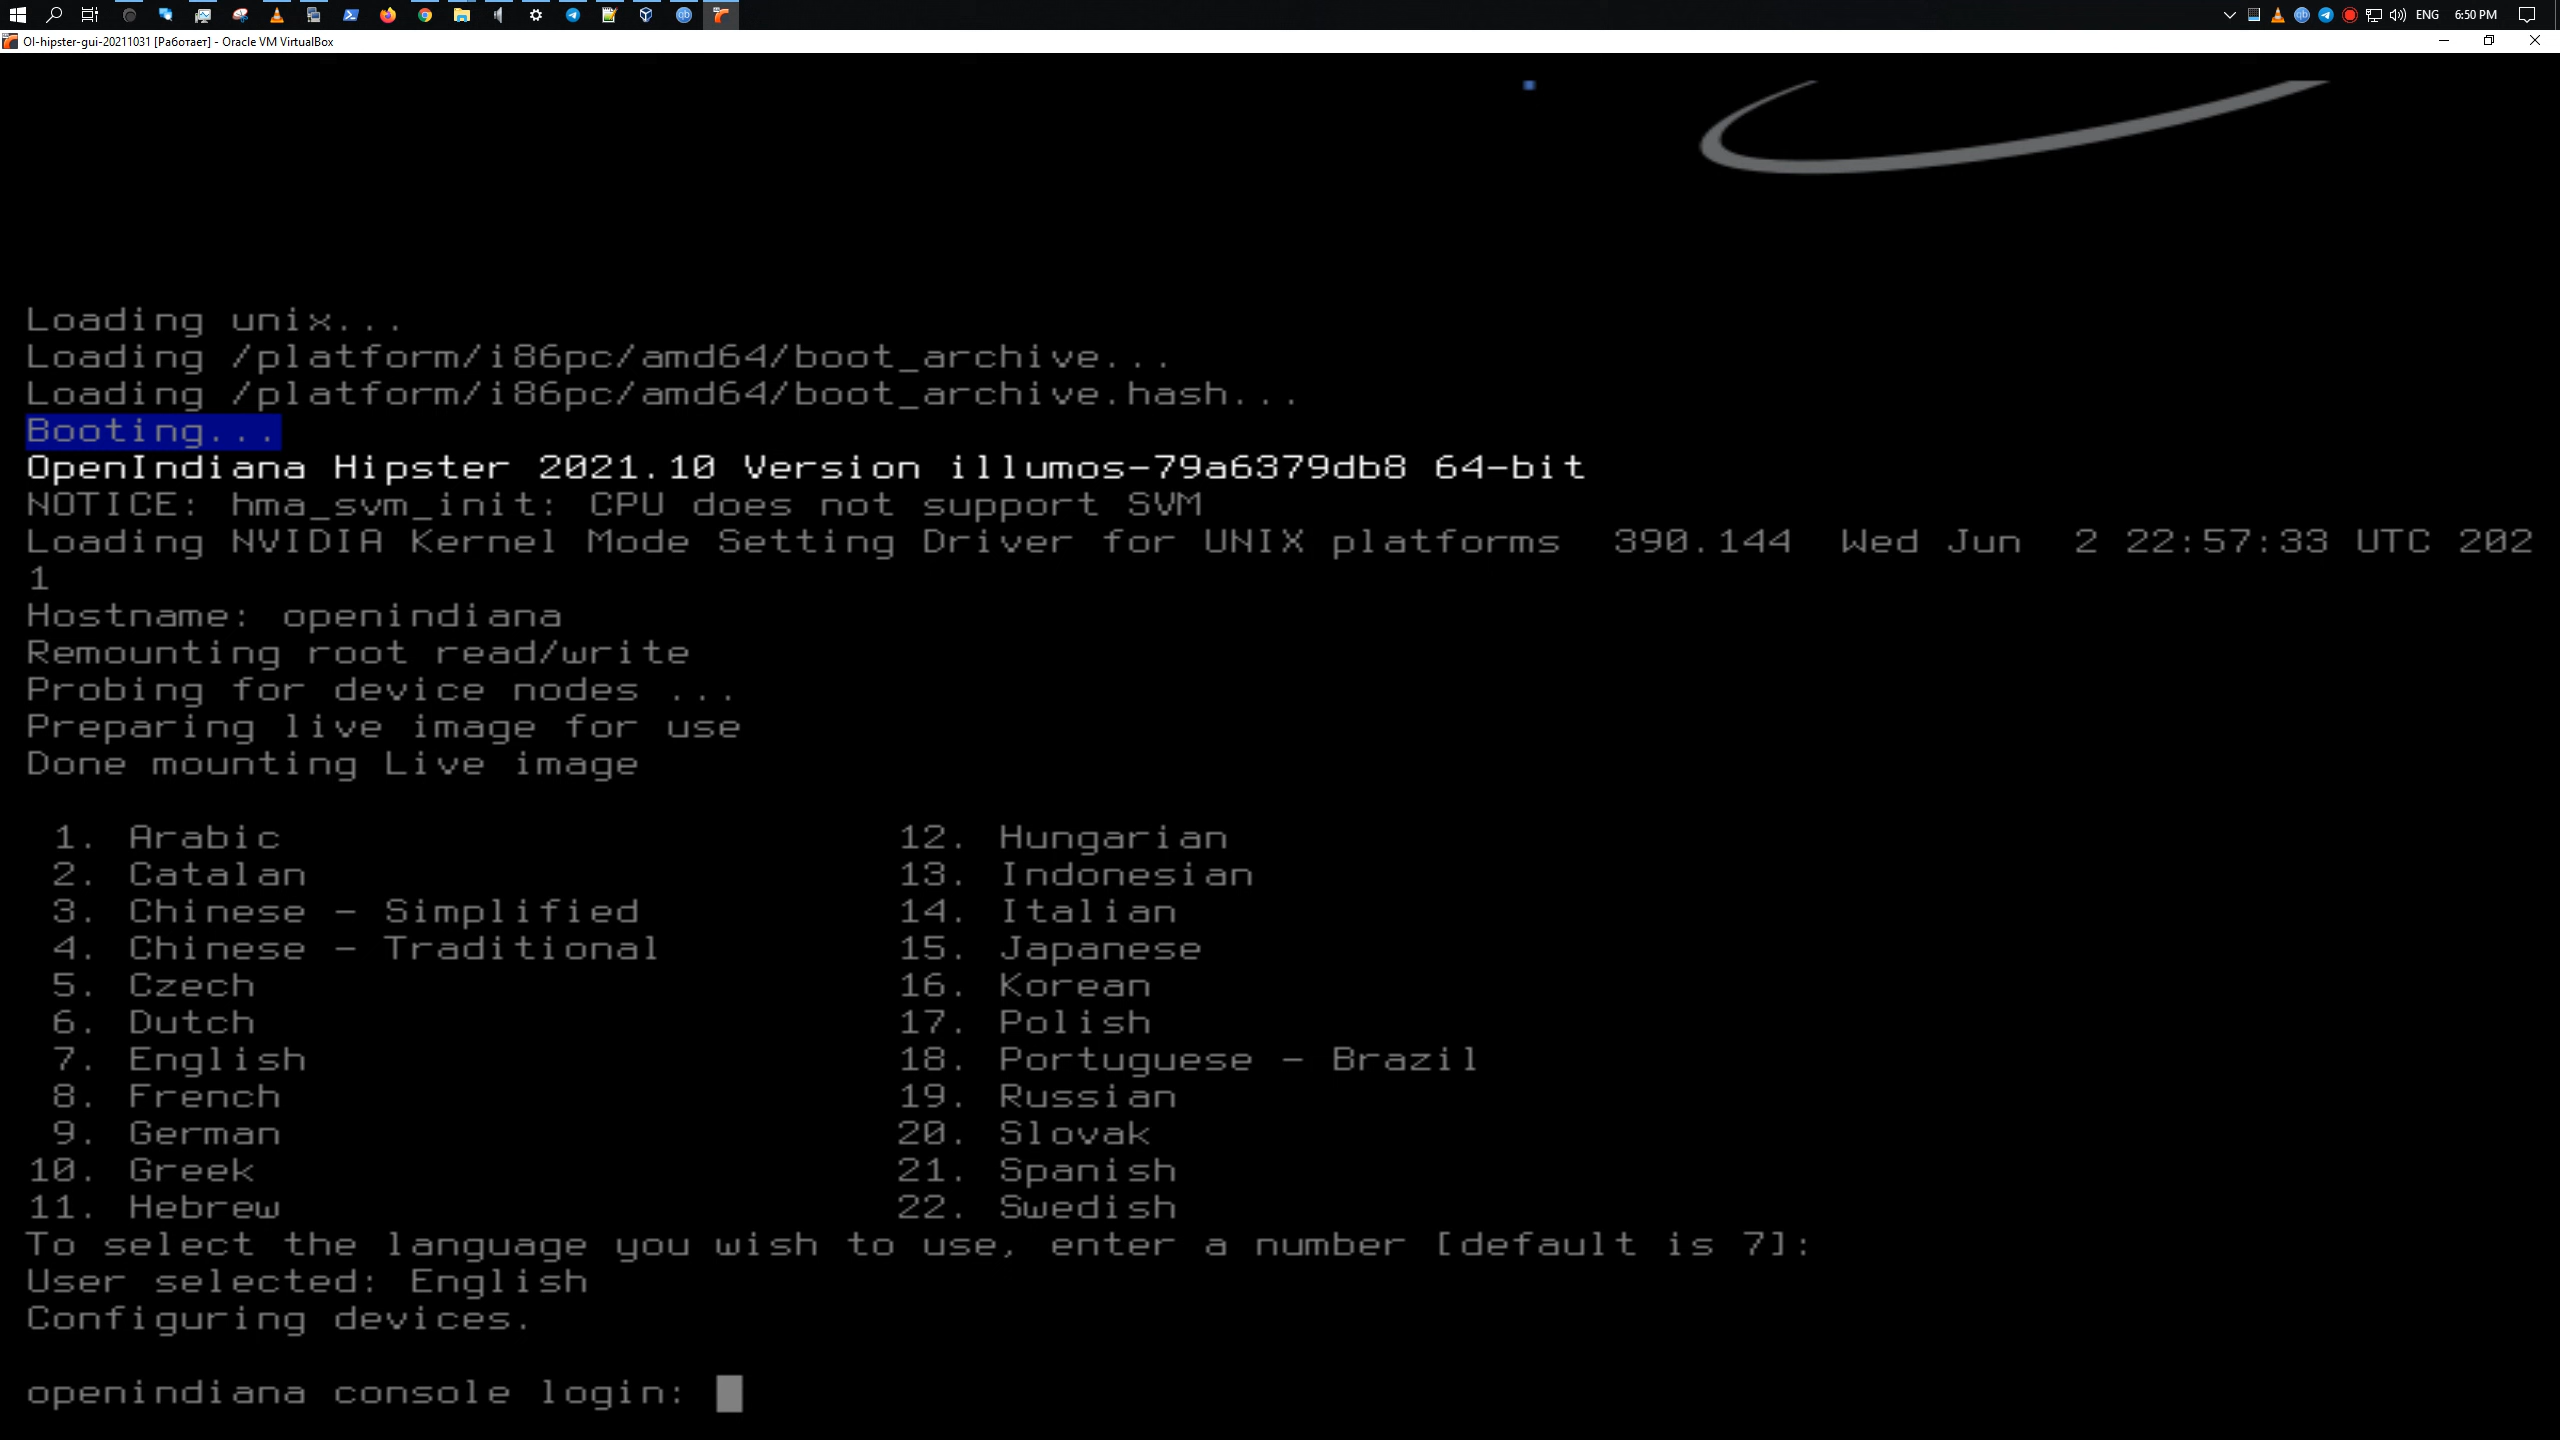 ENG 6:50 PM
OI-hipster-gui-20211031 [Работает] - Oracle VM VirtualBox
Loading unix...
Loading /platform/i86pc/amd64/boot_archive...
Loading /platform/i86pc/amd64/boot_archive.hash...
Booting...
OpenIndiana Hipster 2021.10 Version illumos-79a6379db8 64-bit
NOTICE: hma_svm_init: CPU does not support SVM
Loading NVIDIA Kernel Mode Setting Driver for UNIX platforms  390.144  Wed Jun  2 22:57:33 UTC 202
1
Hostname: openindiana
Remounting root read/write
Probing for device nodes ...
Preparing live image for use
Done mounting Live image
1. Arabic 12. Hungarian
2. Catalan 13. Indonesian
3. Chinese - Simplified 14. Italian
4. Chinese - Traditional 15. Japanese
5. Czech 16. Korean
6. Dutch 17. Polish
7. English 18. Portuguese - Brazil
8. French 19. Russian
9. German 20. Slovak
10. Greek 21. Spanish
11. Hebrew 22. Swedish
To select the language you wish to use, enter a number [default is 7]:
User selected: English
Configuring devices.
openindiana console login: